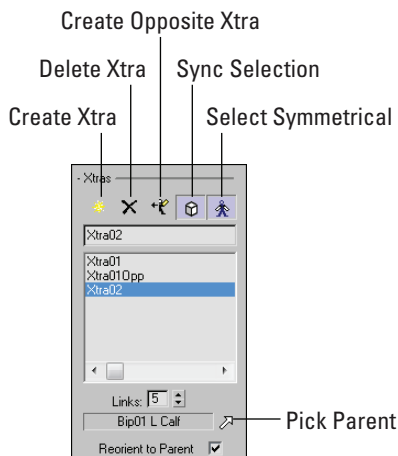 Create Opposite Xtra
Delete Xtra Sync Selection
Create Xtra Select Symmetrical
- Xtras
Xtra02
Xtra01
Xtra01Opp
Xtra02
Links: 5
Bip01 L Calf Pick Parent
Reorient to Parent